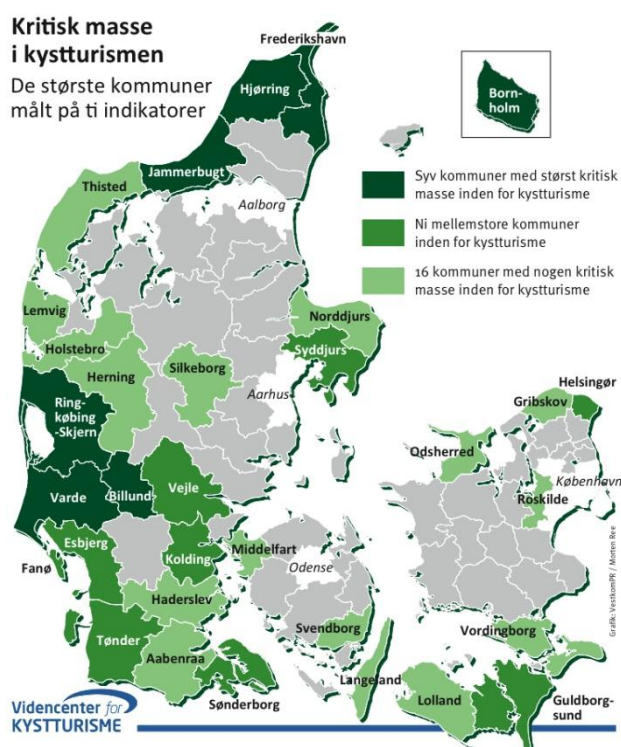 Kritisk masse
i kystturismen
De største kommuner
målt på ti indikatorer
Frederikshavn
Hjørring
Born-
holm
Jammerbugt
Thisted
Syv kommuner med størst kritisk
masse inden for kystturisme
Aalborg
Ni mellemstore kommuner
inden for kystturisme
16 kommuner med nogen kritisk
masse inden for kystturisme
Lemvig
Norddjurs
Holstebro
Syddjurs
Silkeborg
Herning
Helsingør
Aarhus
Gribskov
Ring-
købing
-Skjern
Odsherred
København
Varde
Billund
Vejle
Roskilde
Esbjerg
Kolding
Middelfart
Fanø
Odense
Haderslev
Svendborg
Vordingborg
Tønder
Aabenraa
Langeland
Lolland
Guldborg-
sund
Sønderborg
Grafik: VestkomPR / Morten Ree
Videncenter for
KYSTTURISME